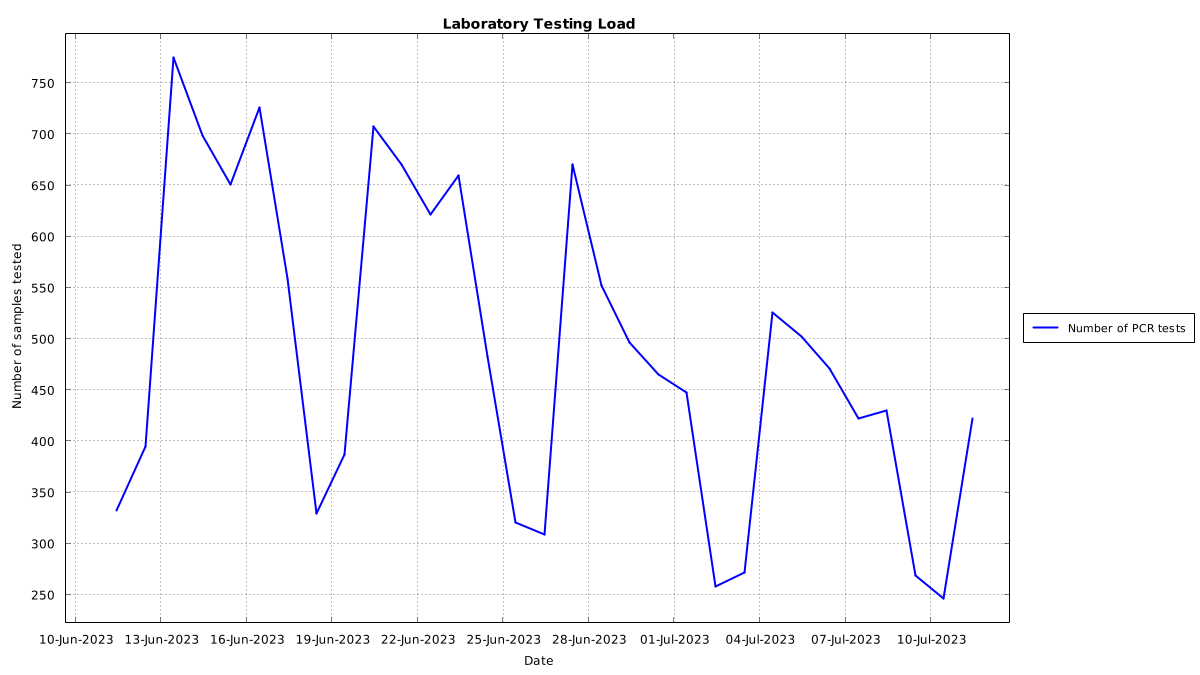 Laboratory Testing Load
Number of samples tested
750
700
650
600
550
500
450
400
350
300
250
10-Jun-2023 13-Jun-2023 16-Jun-2023 19-Jun-2023 22-Jun-2023 25-Jun-2023 28-Jun-2023 01-Jul-2023 04-Jul-2023 07-Jul-2023 10-Jul-2023
Date
Number of PCR tests